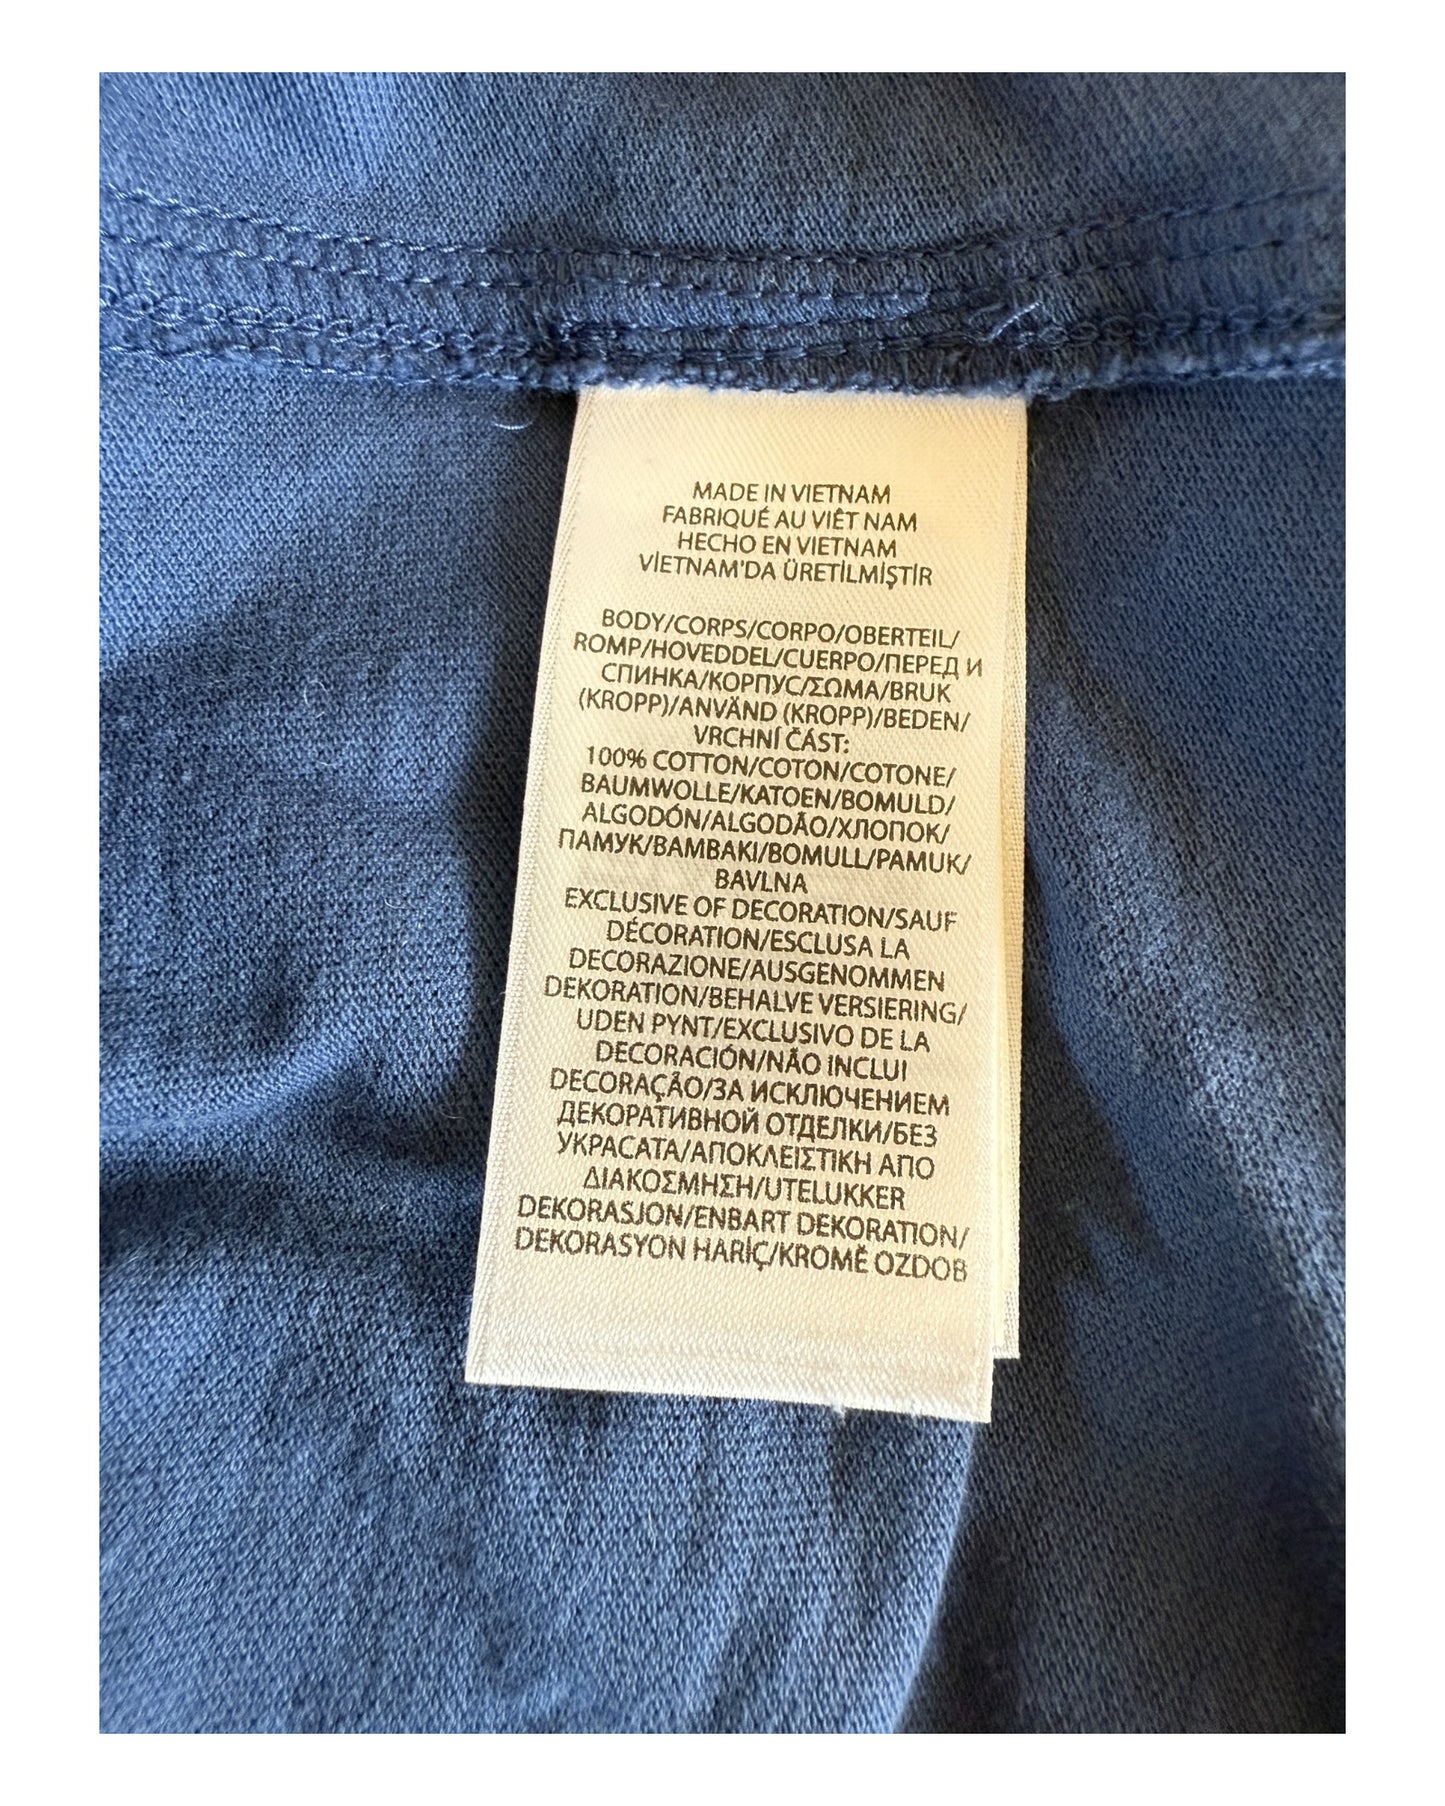 MADE IN VIETNAM
FABRIQUÉ AU VIÊT NAM
HECHO EN VIETNAM
VİETNAM'DA ÜRETİLMİŞTİR
BODY/CORPS/CORPO/OBERTEIL/
ROMP/HOVEDDEL/CUERPO/ПЕРЕД И
СПИНКА/КОРПУС/ΣΩΜΑ/BRUK
(KROPP)/ANVÄND (KROPP)/BEDEN/
VRCHNÍ ČÁST:
100% COTTON/COTON/COTONE/
BAUMWOLLE/KATOEN/BOMULD/
ALGODÓN/ALGODÃO/ХЛОПОК/
ПАМУК/ΒΑΜΒΑΚΙ/BOMULL/PAMUK/
BAVLNA
EXCLUSIVE OF DECORATION/SAUF
DÉCORATION/ESCLUSA LA
DECORAZIONE/AUSGENOMMEN
DEKORATION/BEHALVE VERSIERING/
UDEN PYNT/EXCLUSIVO DE LA
DECORACIÓN/NÃO INCLUI
DECORAÇÃO/ЗА ИСКЛЮЧЕНИЕМ
ДЕКОРАТИВНОЙ ОТДЕЛКИ/БЕЗ
УКРАСАТА/ΑΠΟΚΛΕΙΣΤΙΚΗ ΑΠΟ
ΔΙΑΚΟΣΜΗΣΗ/UTELUKKER
DEKORASJON/ENBART DEKORATION/
DEKORASYON HARİÇ/KROMĚ OZDOB